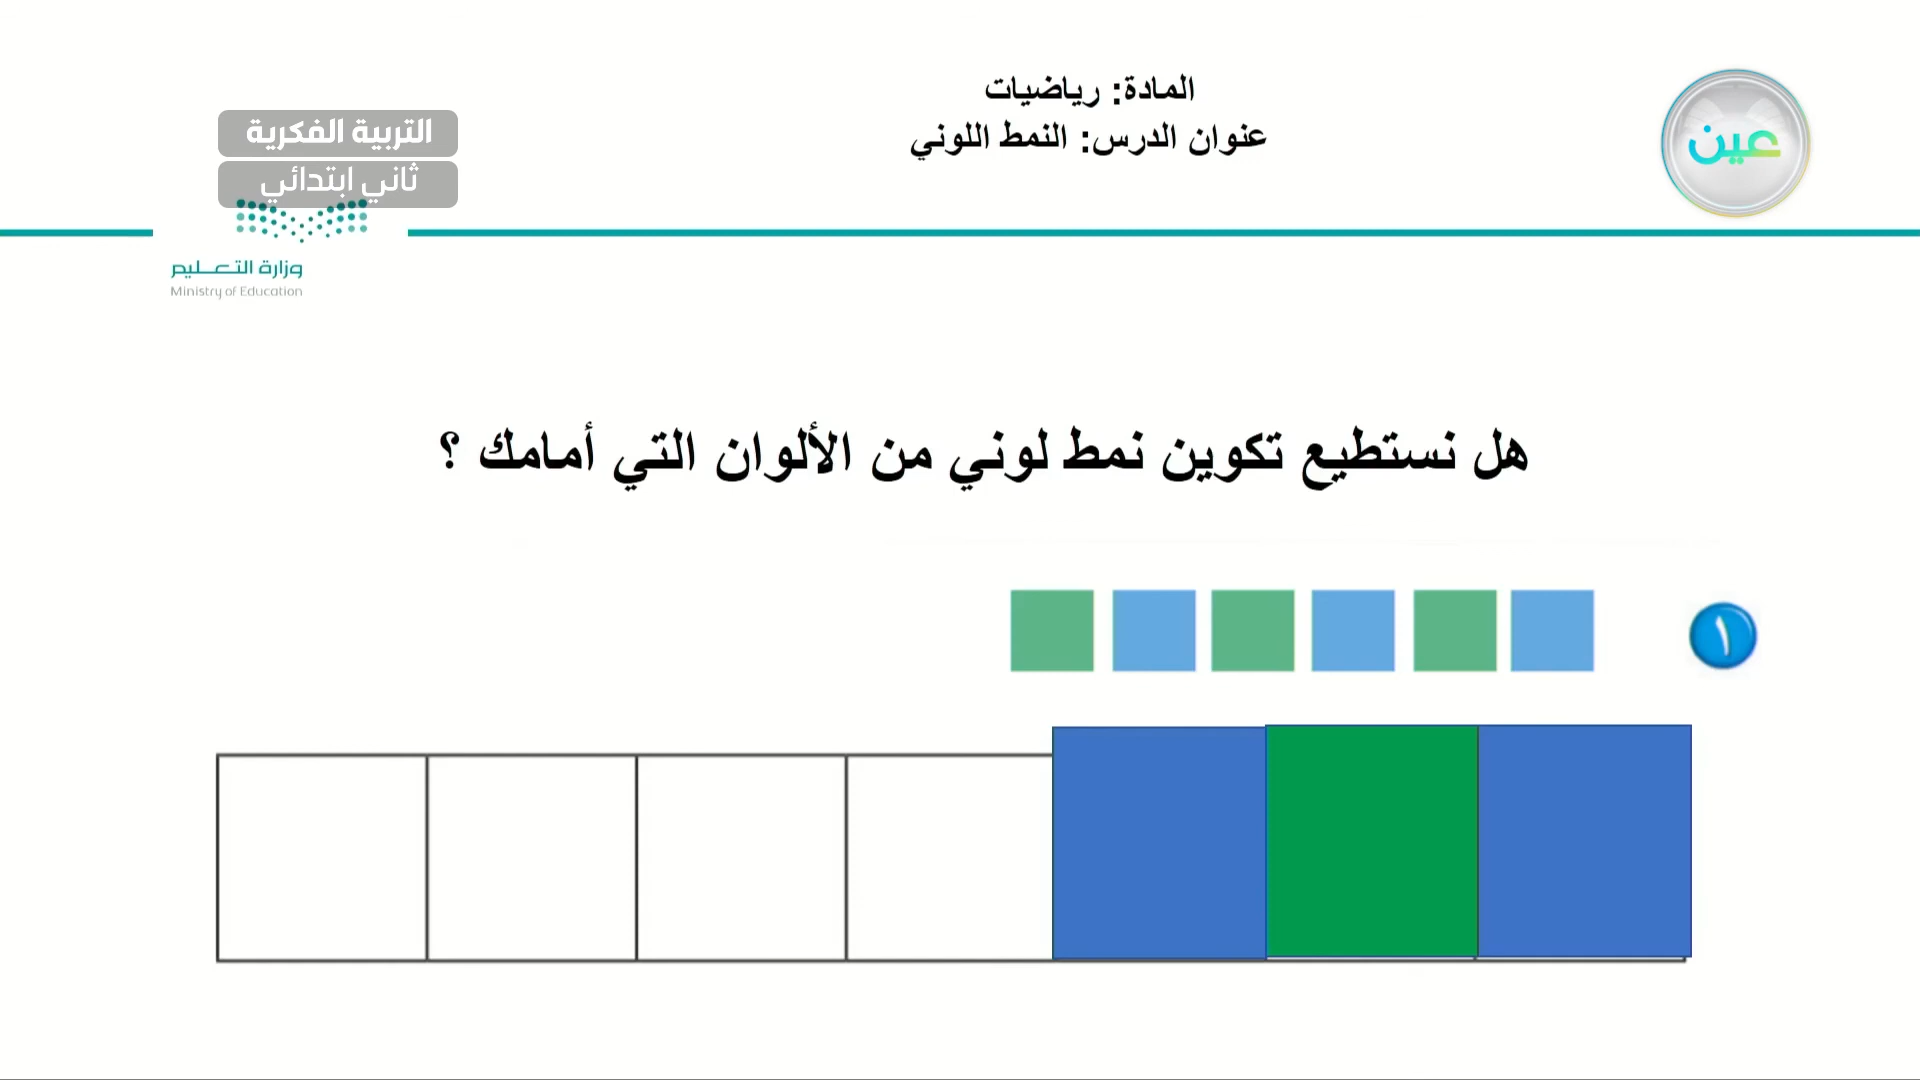 المادة: رياضيات
عنوان الدرس: النمط اللوني
عين
التربية الفكرية
ثاني ابتدائي
وزارة التعليم
Ministry of Education
هل نستطيع تكوين نمط لوني من الألوان التي أمامك ؟
١